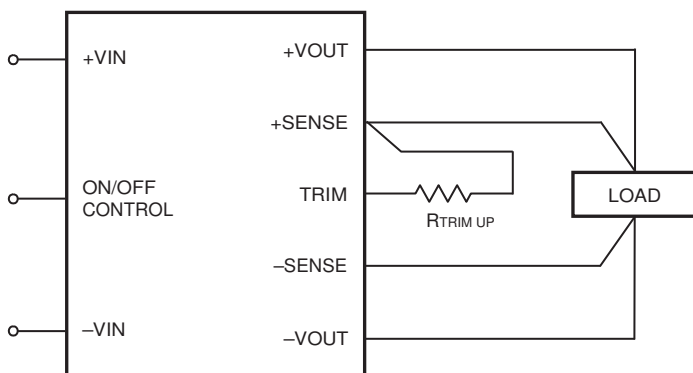 +VIN
ON/OFF
CONTROL
–VIN
+VOUT
+SENSE
TRIM
–SENSE
–VOUT
RTRIM UP
LOAD